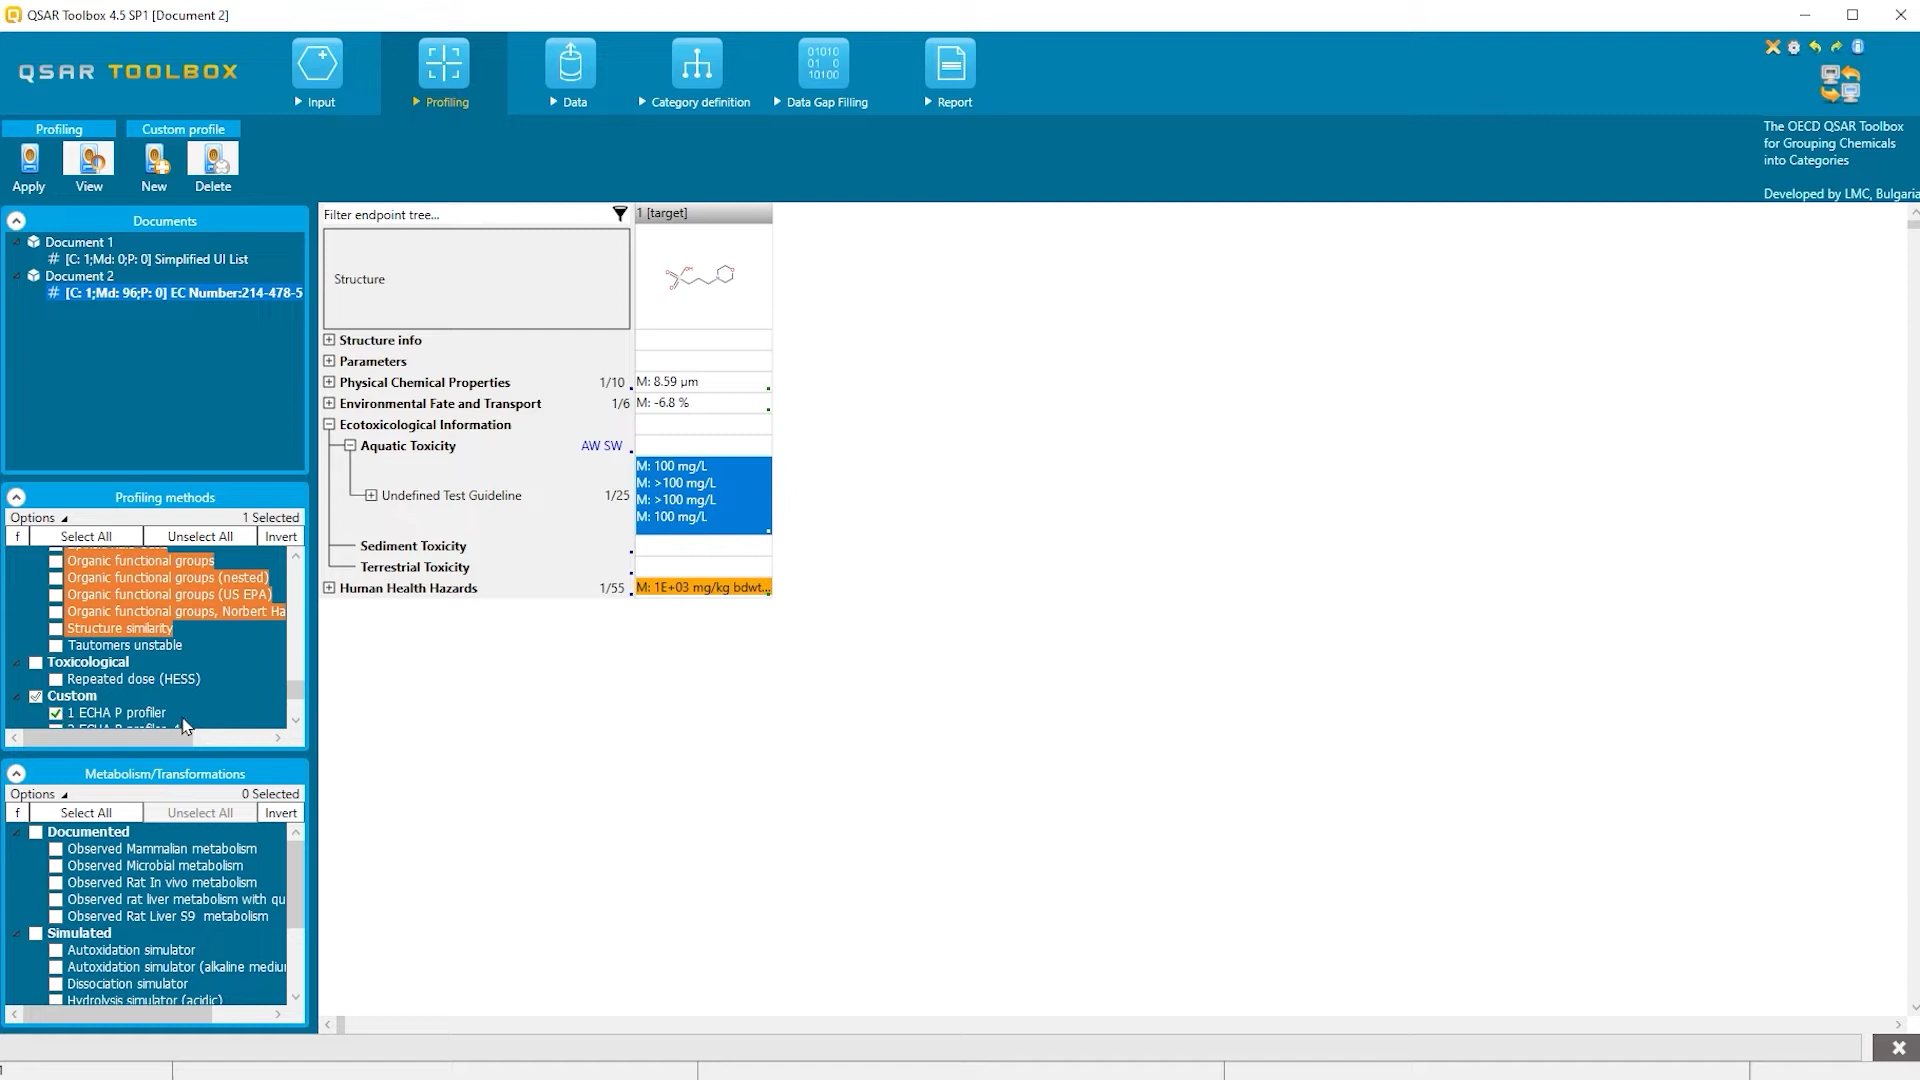 QSAR Toolbox 4.5 SP1 [Document 2]
QSAR TOOLBOX
Input
Profiling
Data
Category definition
Data Gap Filling
Report
Profiling
Custom profile
Apply
View
New
Delete
The OECD QSAR Toolbox
for Grouping Chemicals
into Categories
Developed by LMC, Bulgaria
Documents
Document 1
# [C: 1;Md: 0;P: 0] Simplified UI List
Document 2
# [C: 1;Md: 96;P: 0] EC Number:214-478-5
Profiling methods
Options
1 Selected
f
Select All
Unselect All
Invert
Organic functional groups
Organic functional groups (nested)
Organic functional groups (US EPA)
Organic functional groups, Norbert Ha
Structure similarity
Tautomers unstable
Toxicological
Repeated dose (HESS)
Custom
1 ECHA P profiler
Metabolism/Transformations
Options
0 Selected
f
Select All
Unselect All
Invert
Documented
Observed Mammalian metabolism
Observed Microbial metabolism
Observed Rat In vivo metabolism
Observed rat liver metabolism with qu
Observed Rat Liver S9 metabolism
Simulated
Autoxidation simulator
Autoxidation simulator (alkaline mediu
Dissociation simulator
Hydrolysis simulator (acidic)
Filter endpoint tree...
1 [target]
Structure
Structure info
Parameters
Physical Chemical Properties 1/10 M: 8.59 µm
Environmental Fate and Transport 1/6 M: -6.8 %
Ecotoxicological Information
Aquatic Toxicity AW SW
Undefined Test Guideline 1/25
M: 100 mg/L
M: >100 mg/L
M: >100 mg/L
M: 100 mg/L
Sediment Toxicity
Terrestrial Toxicity
Human Health Hazards 1/55 M: 1E+03 mg/kg bdwt...